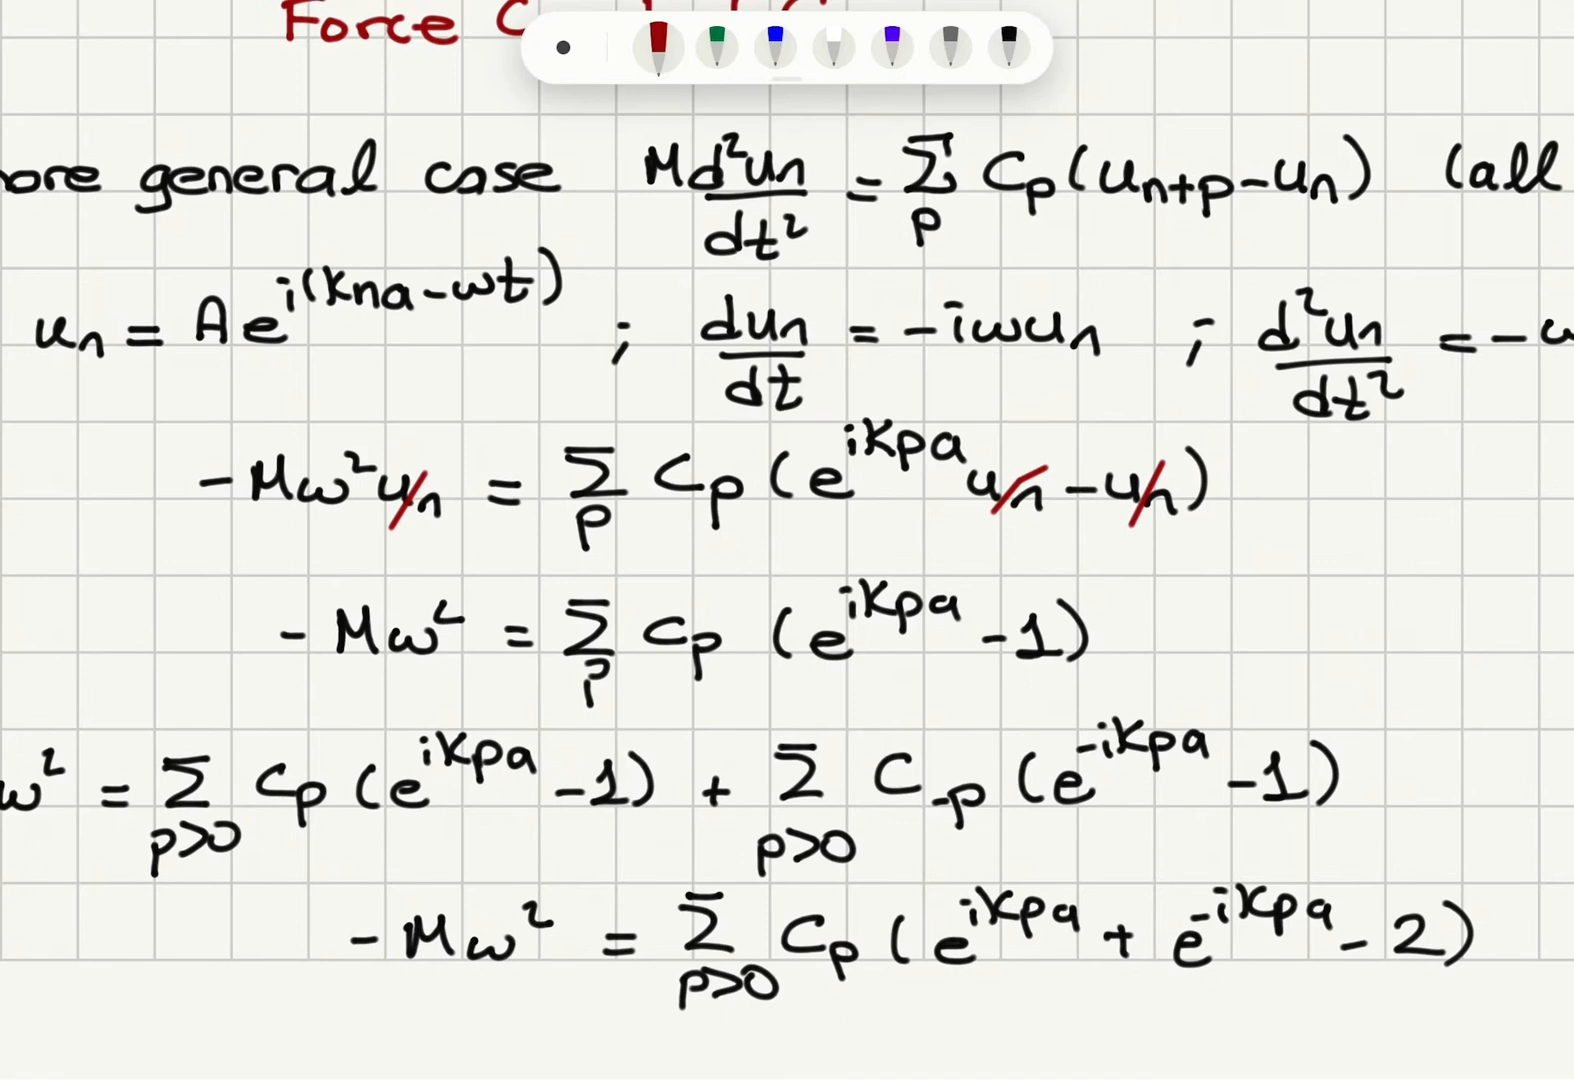 Force
general case M d²uₙ/dt² = Σₚ Cₚ(uₙ₊ₚ - uₙ) (all
uₙ = Ae^{i(kna-ωt)} ; duₙ/dt = -iωuₙ ; d²uₙ/dt² = -ω
-Mω²uₙ = Σₚ Cₚ(e^{ikpa}uₙ - uₙ)
-Mω² = Σₚ Cₚ(e^{ikpa} - 1)
ω² = Σ_{p>0} Cₚ(e^{ikpa} - 1) + Σ_{p>0} C₋ₚ(e^{-ikpa} - 1)
-Mω² = Σ_{p>0} Cₚ(e^{ikpa} + e^{-ikpa} - 2)